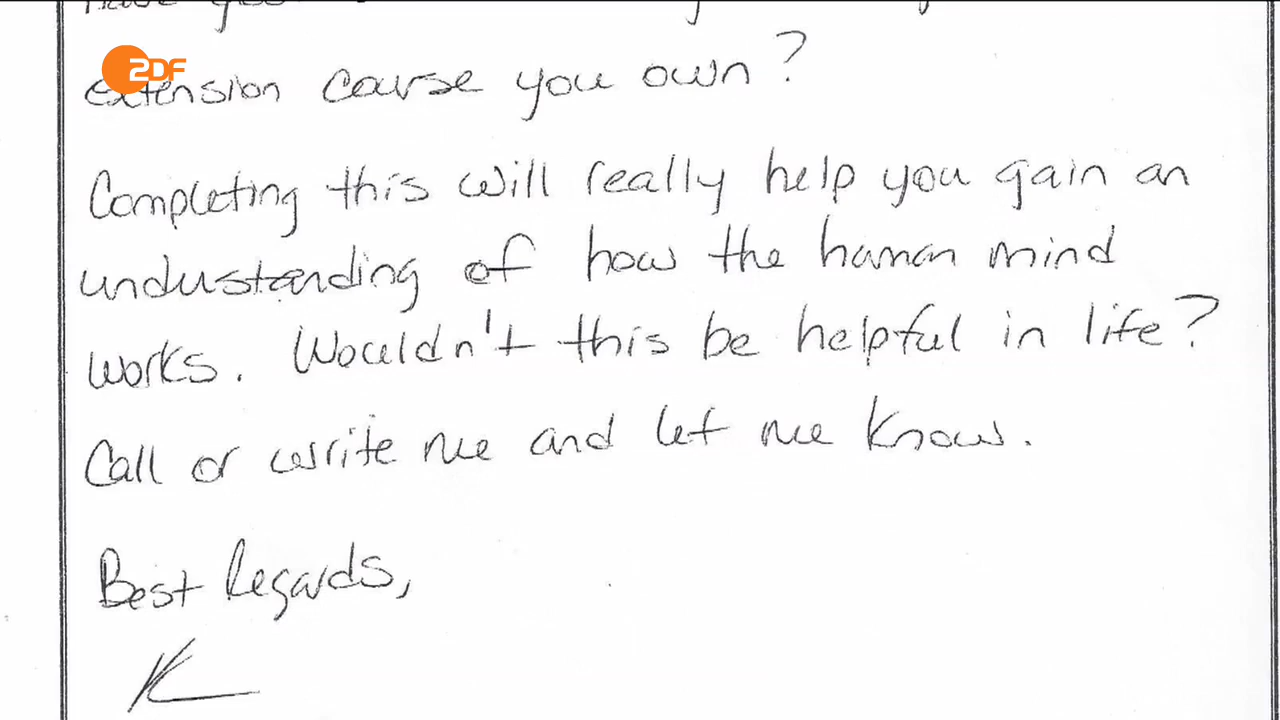 ZDF
extension course you own?
Completing this will really help you gain an
understanding of how the human mind
works. Wouldn't this be helpful in life?
Call or write me and let me know.
Best Regards,
K